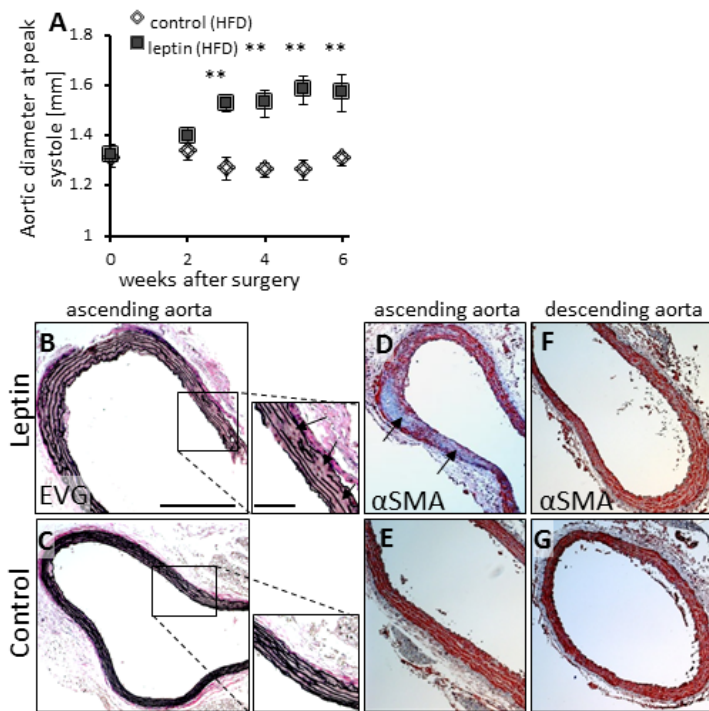 A
control (HFD)
leptin (HFD)
** ** ** **
Aortic diameter at peak
systole [mm]
1.8
1.6
1.4
1.2
1
0 2 4 6
weeks after surgery
ascending aorta ascending aorta descending aorta
Leptin
B D F
EVG αSMA αSMA
Control
C E G